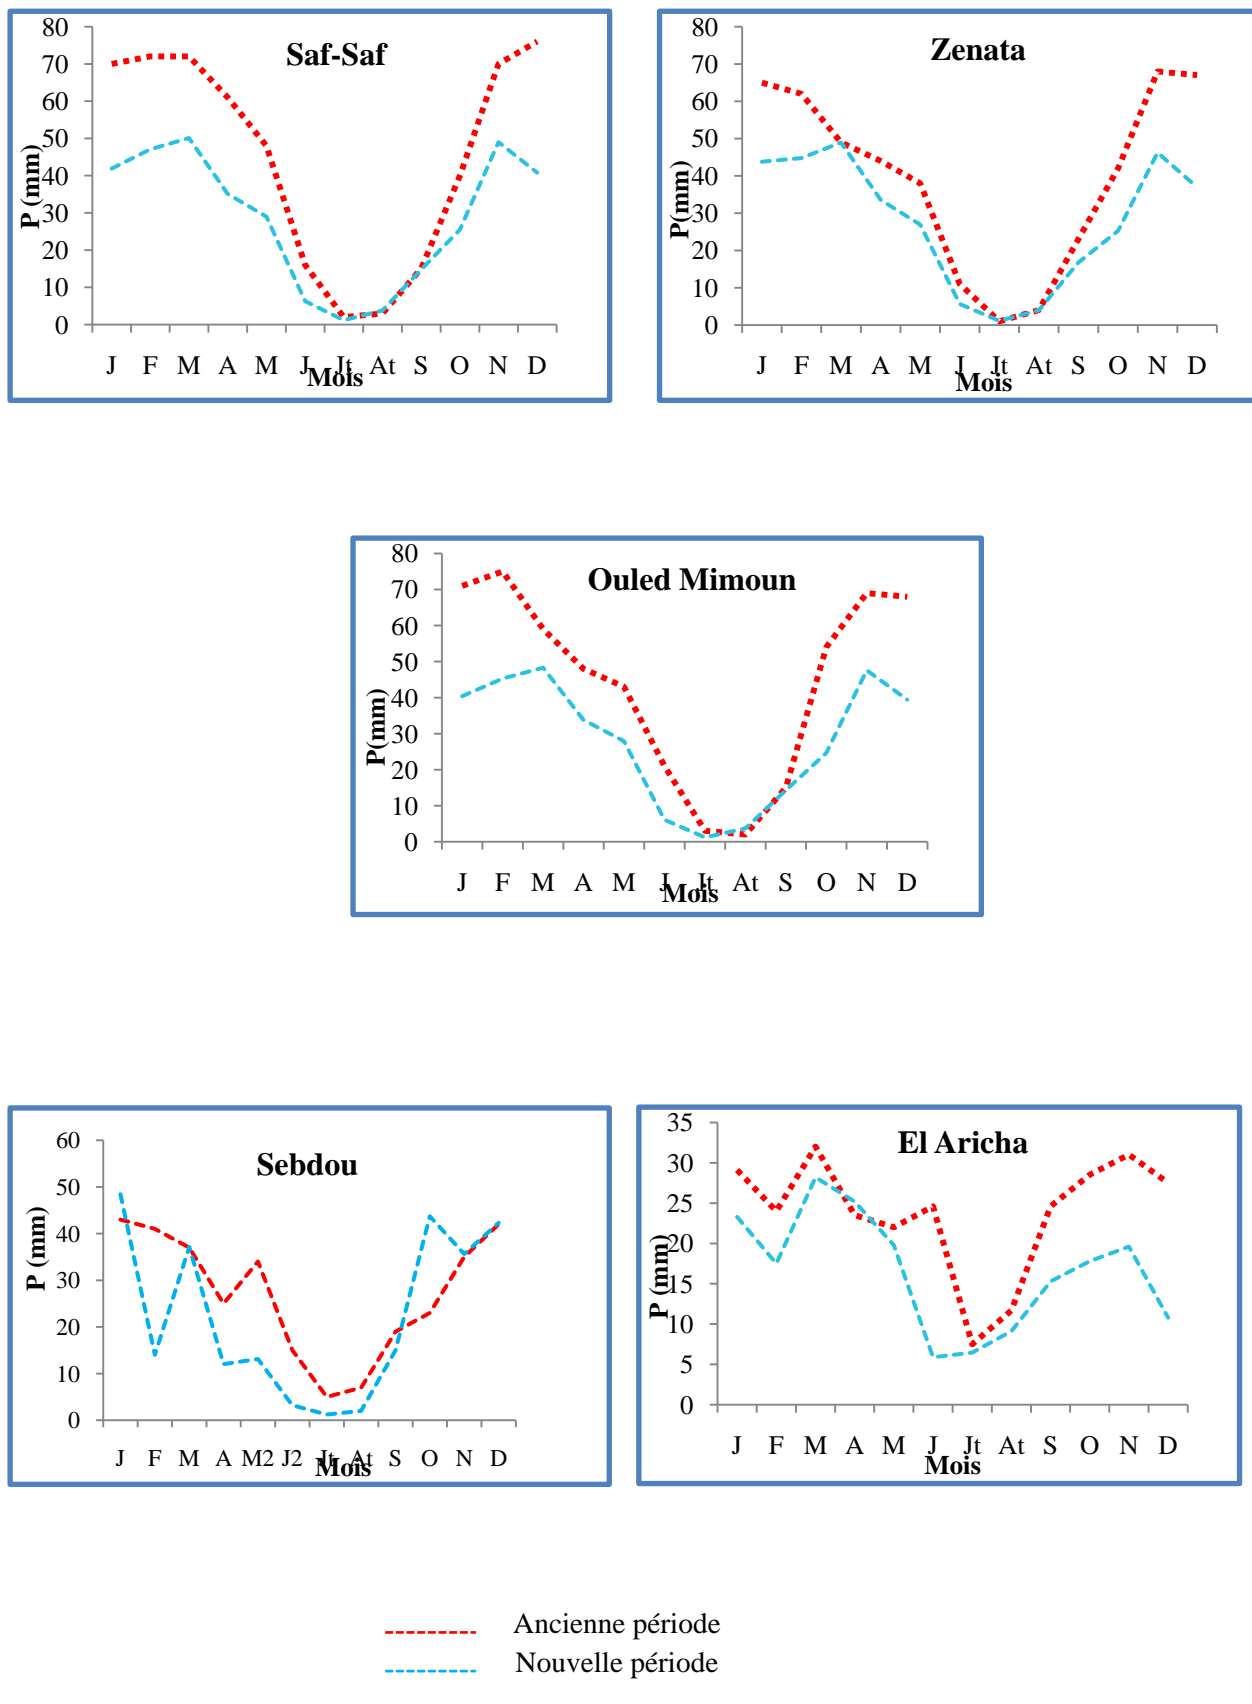 Saf-Saf
80
70
60
50
40
30
20
10
0
P (mm)
J F M A M J Jt At S O N D
Mois
Zenata
80
70
60
50
40
30
20
10
0
P(mm)
J F M A M J Jt At S O N D
Mois
Ouled Mimoun
80
70
60
50
40
30
20
10
0
P(mm)
J F M A M J Jt At S O N D
Mois
Sebdou
60
50
40
30
20
10
0
P (mm)
J F M A M2 J2 Jt At S O N D
Mois
El Aricha
35
30
25
20
15
10
5
0
P (mm)
J F M A M J Jt At S O N D
Mois
Ancienne période
Nouvelle période